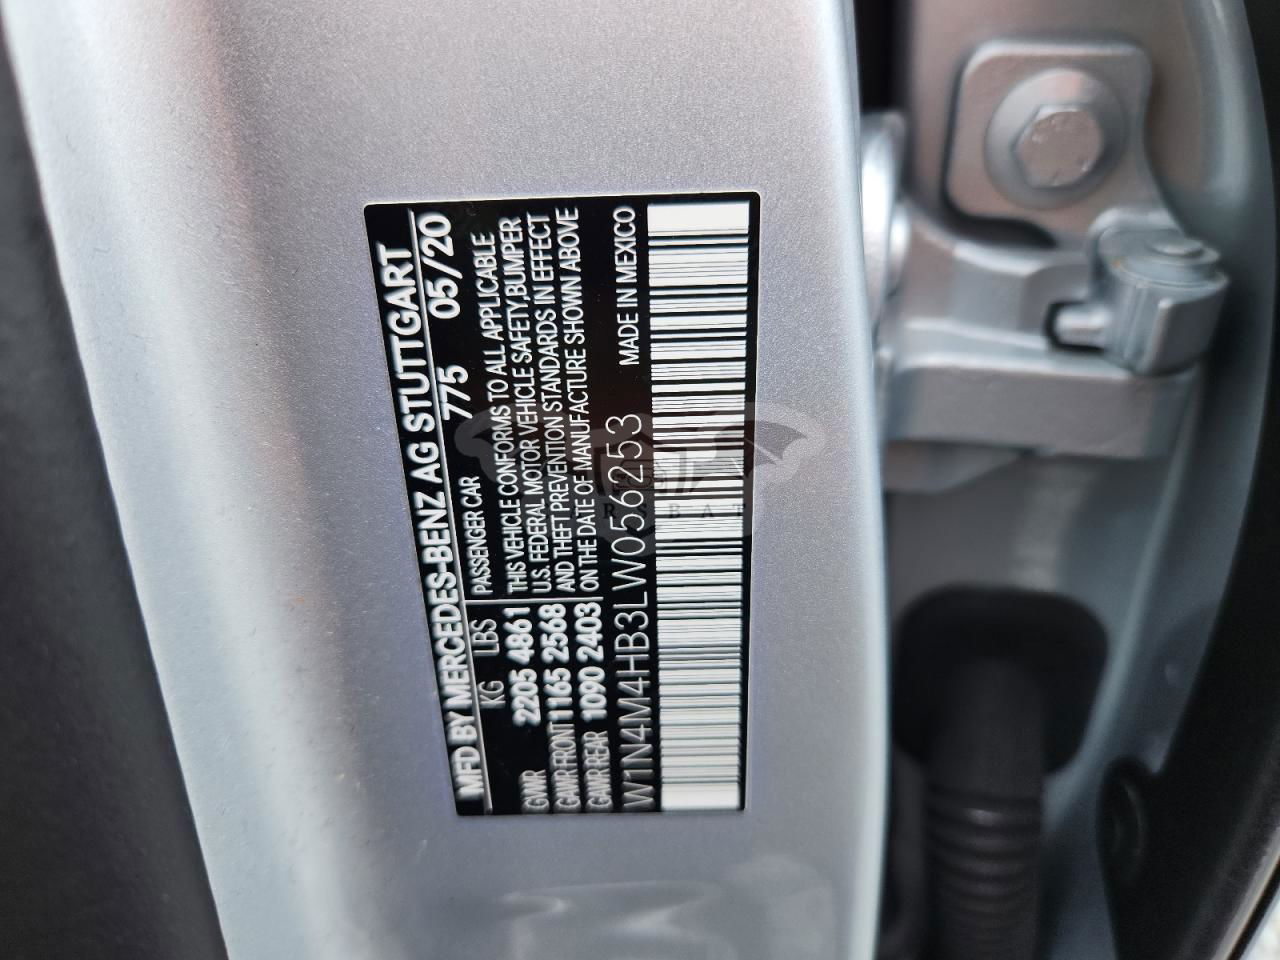 MFD BY MERCEDES-BENZ AG STUTTGART
KG LBS PASSENGER CAR 775 05/20
GVWR 2205 4861
GAWR FRONT 1165 2568
GAWR REAR 1090 2403
THIS VEHICLE CONFORMS TO ALL APPLICABLE
U.S. FEDERAL MOTOR VEHICLE SAFETY,BUMPER
AND THEFT PREVENTION STANDARDS IN EFFECT
ON THE DATE OF MANUFACTURE SHOWN ABOVE
W1N4M4HB3LW056253 MADE IN MEXICO